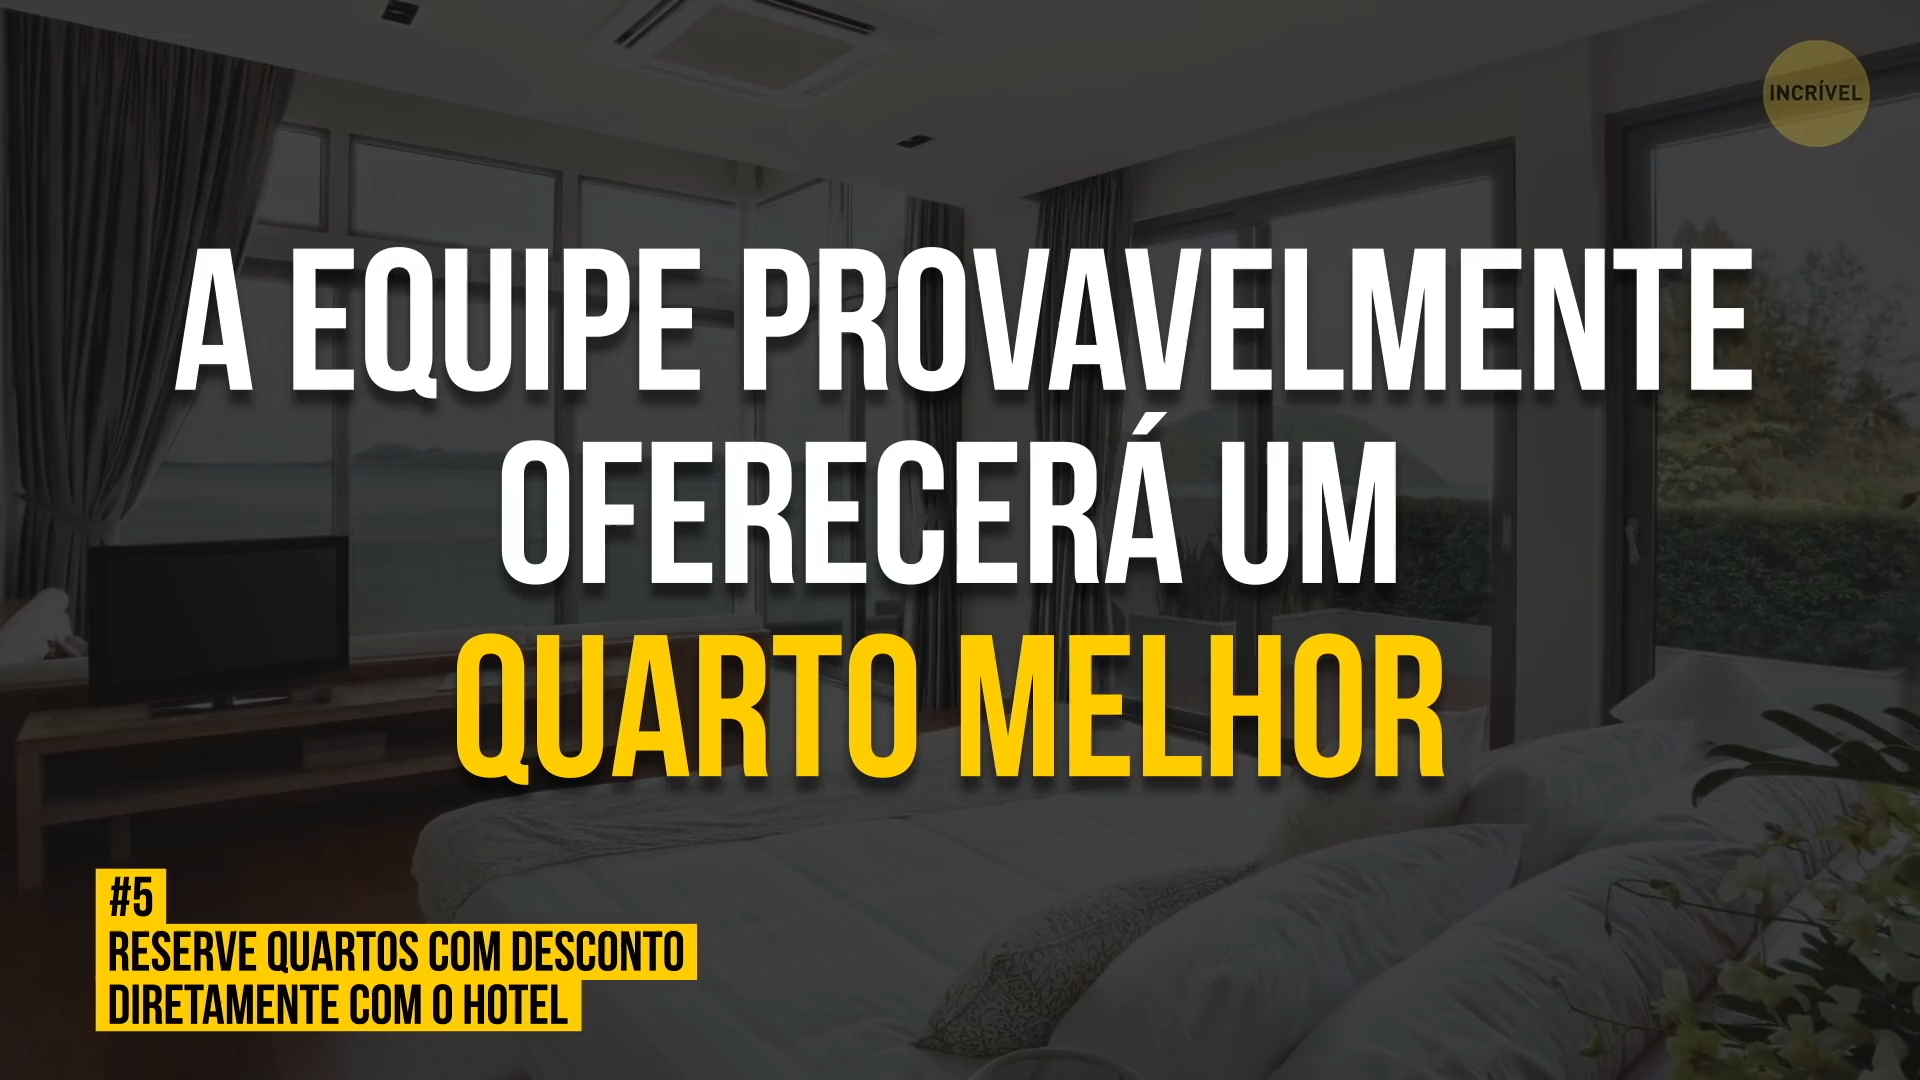 INCRÍVEL
A EQUIPE PROVAVELMENTE
OFERECERÁ UM
QUARTO MELHOR
#5
RESERVE QUARTOS COM DESCONTO
DIRETAMENTE COM O HOTEL